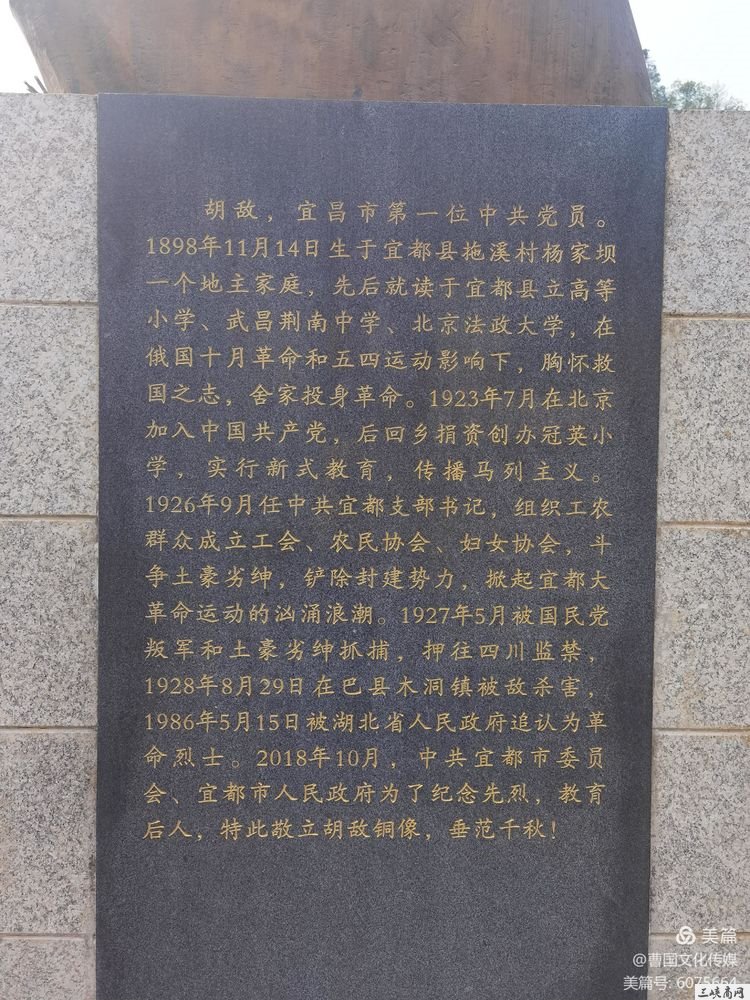 胡敌，宜昌市第一位中共党员。
1898年11月14日生于宜都县拖溪村杨家坝
一个地主家庭，先后就读于宜都县立高等
小学、武昌荆南中学、北京法政大学，在
俄国十月革命和五四运动影响下，胸怀救
国之志，舍家投身革命。1923年7月在北京
加入中国共产党，后回乡捐资创办冠英小
学，实行新式教育，传播马列主义。
1926年9月任中共宜都支部书记，组织工农
群众成立工会、农民协会、妇女协会，斗
争土豪劣绅，铲除封建势力，掀起宜都大
革命运动的汹涌浪潮。1927年5月被国民党
叛军和土豪劣绅抓捕，押往四川监禁，
1928年8月29日在巴县木洞镇被敌杀害，
1986年5月15日被湖北省人民政府追认为革
命烈士。2018年10月，中共宜都市委员
会、宜都市人民政府为了纪念先烈，教育
后人，特此敬立胡敌铜像，垂范千秋！
美篇
@曹国文化传媒
美篇号: 6075664
三峡商网